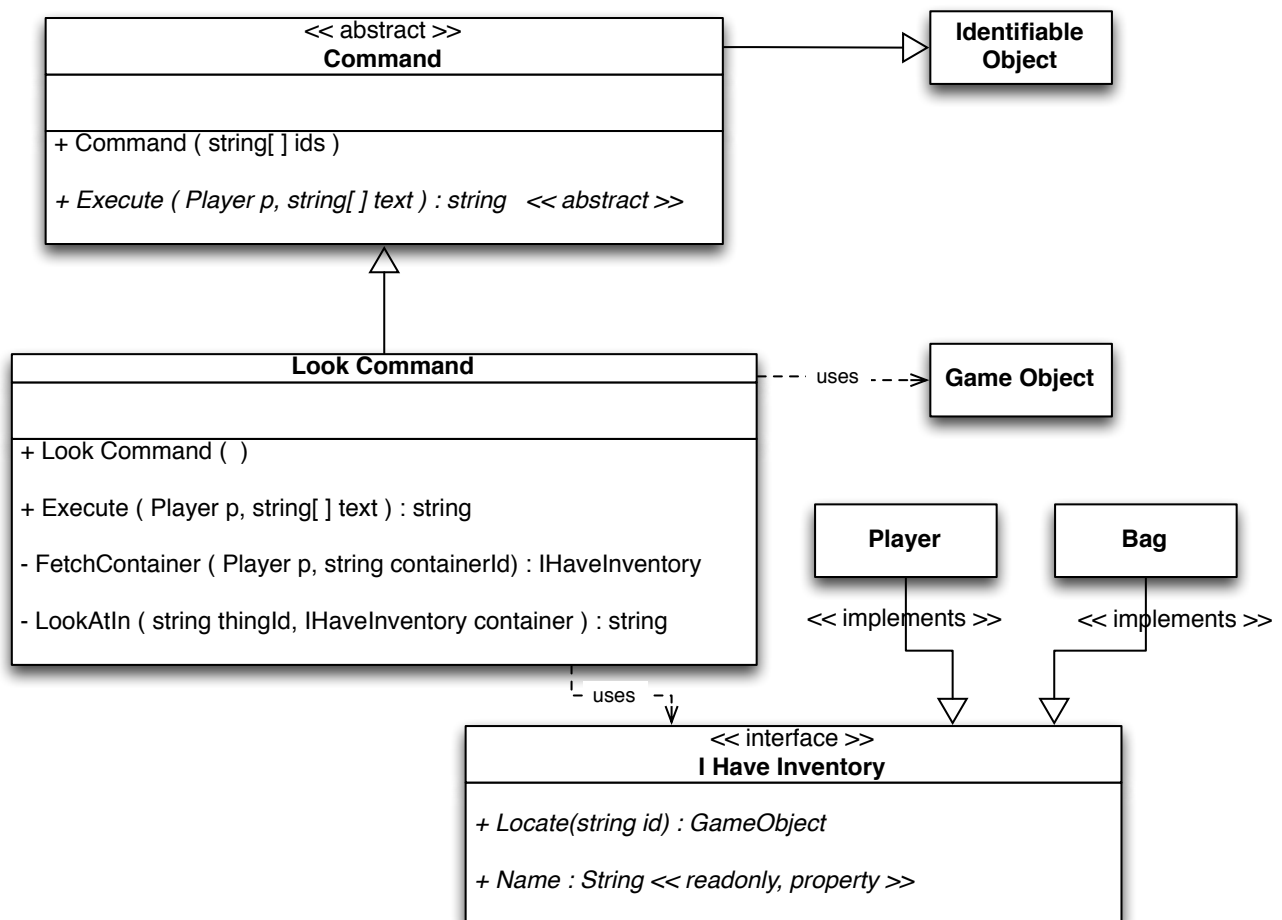 << abstract >>
Command
+ Command ( string[ ] ids )
+ Execute ( Player p, string[ ] text ) : string << abstract >>
Identifiable
Object
Look Command
+ Look Command ( )
+ Execute ( Player p, string[ ] text ) : string
- FetchContainer ( Player p, string containerId) : IHaveInventory
- LookAtIn ( string thingId, IHaveInventory container ) : string
uses
Game Object
Player
Bag
<< implements >>
<< implements >>
uses
<< interface >>
I Have Inventory
+ Locate(string id) : GameObject
+ Name : String << readonly, property >>